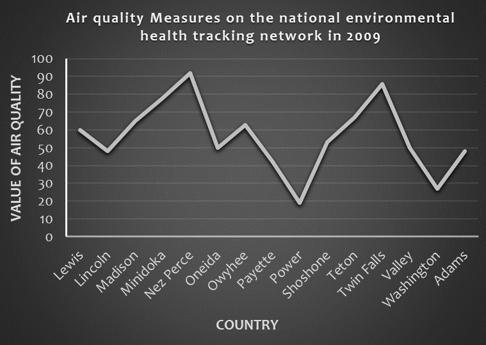 Air quality Measures on the national environmental
health tracking network in 2009
VALUE OF AIR QUALITY
100
90
80
70
60
50
40
30
20
10
0
Lewis
Lincoln
Madison
Minidoka
Nez Perce
Oneida
Owyhee
Payette
Power
Shoshone
Teton
Twin Falls
Valley
Washington
Adams
COUNTRY